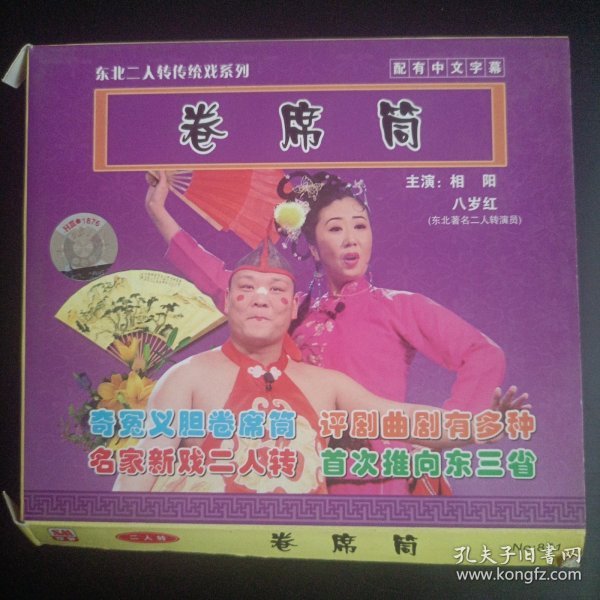 东北二人转传统戏系列
配有中文字幕
卷席筒
主演：相 阳
八岁红
(东北著名二人转演员)
奇冤义胆卷席筒 评剧曲剧有多种
名家新戏二人转 首次推向东三省
二人转
卷席筒
孔夫子旧书网
www.kongfz.com